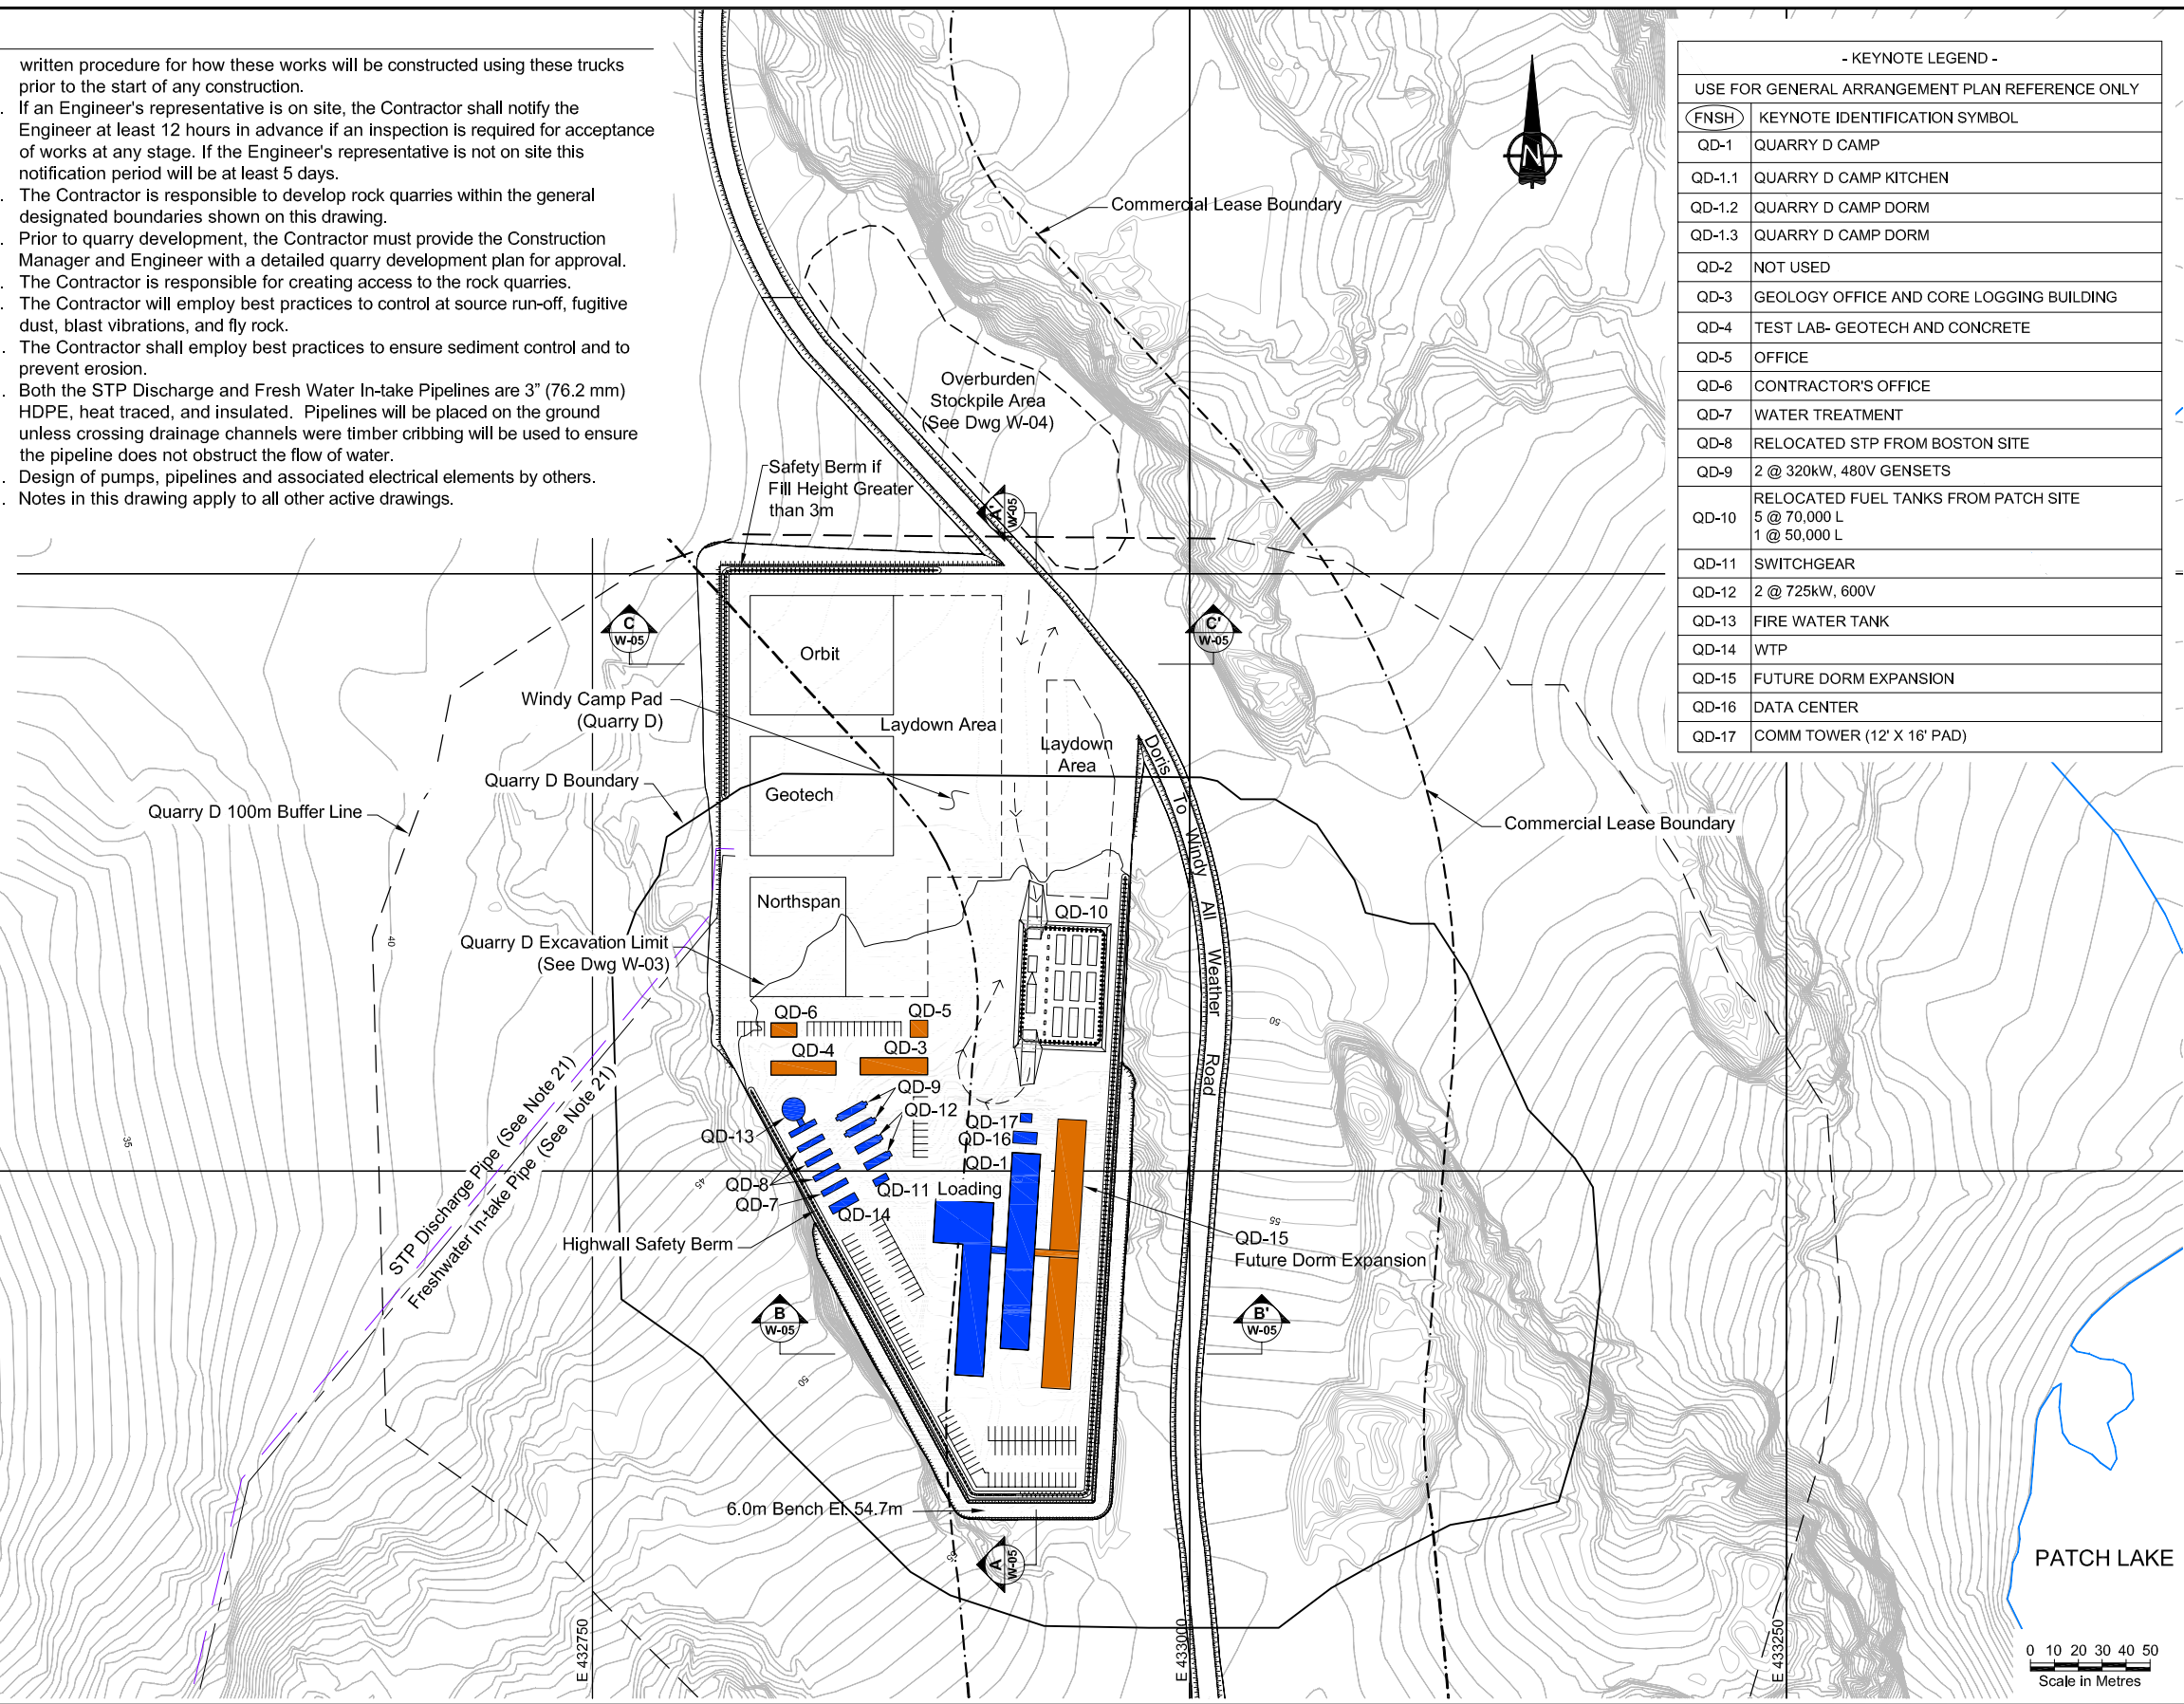 written procedure for how these works will be constructed using these trucks
prior to the start of any construction.
. If an Engineer's representative is on site, the Contractor shall notify the
Engineer at least 12 hours in advance if an inspection is required for acceptance
of works at any stage. If the Engineer's representative is not on site this
notification period will be at least 5 days.
. The Contractor is responsible to develop rock quarries within the general
designated boundaries shown on this drawing.
. Prior to quarry development, the Contractor must provide the Construction
Manager and Engineer with a detailed quarry development plan for approval.
. The Contractor is responsible for creating access to the rock quarries.
. The Contractor will employ best practices to control at source run-off, fugitive
dust, blast vibrations, and fly rock.
. The Contractor shall employ best practices to ensure sediment control and to
prevent erosion.
. Both the STP Discharge and Fresh Water In-take Pipelines are 3" (76.2 mm)
HDPE, heat traced, and insulated. Pipelines will be placed on the ground
unless crossing drainage channels were timber cribbing will be used to ensure
the pipeline does not obstruct the flow of water.
. Design of pumps, pipelines and associated electrical elements by others.
. Notes in this drawing apply to all other active drawings.
- KEYNOTE LEGEND -
USE FOR GENERAL ARRANGEMENT PLAN REFERENCE ONLY
FNSH KEYNOTE IDENTIFICATION SYMBOL
QD-1 QUARRY D CAMP
QD-1.1 QUARRY D CAMP KITCHEN
QD-1.2 QUARRY D CAMP DORM
QD-1.3 QUARRY D CAMP DORM
QD-2 NOT USED
QD-3 GEOLOGY OFFICE AND CORE LOGGING BUILDING
QD-4 TEST LAB- GEOTECH AND CONCRETE
QD-5 OFFICE
QD-6 CONTRACTOR'S OFFICE
QD-7 WATER TREATMENT
QD-8 RELOCATED STP FROM BOSTON SITE
QD-9 2 @ 320kW, 480V GENSETS
QD-10 RELOCATED FUEL TANKS FROM PATCH SITE
5 @ 70,000 L
1 @ 50,000 L
QD-11 SWITCHGEAR
QD-12 2 @ 725kW, 600V
QD-13 FIRE WATER TANK
QD-14 WTP
QD-15 FUTURE DORM EXPANSION
QD-16 DATA CENTER
QD-17 COMM TOWER (12' X 16' PAD)
N
Commercial Lease Boundary
Overburden
Stockpile Area
(See Dwg W-04)
Safety Berm if
Fill Height Greater
than 3m
A'
W-05
C
W-05
C'
W-05
Orbit
Windy Camp Pad
(Quarry D)
Laydown Area
Laydown
Area
Quarry D Boundary
Geotech
Quarry D 100m Buffer Line
Commercial Lease Boundary
Doris To Windy All Weather Road
Northspan
QD-10
Quarry D Excavation Limit
(See Dwg W-03)
40
35
45
50
50
55
55
QD-6
QD-5
QD-4
QD-3
QD-9
QD-12
QD-13
QD-17
QD-16
QD-1
QD-8
QD-11
Loading
QD-7
QD-14
STP Discharge Pipe (See Note 21)
Freshwater In-take Pipe (See Note 21)
Highwall Safety Berm
QD-15
Future Dorm Expansion
B
W-05
B'
W-05
6.0m Bench El. 54.7m
A
W-05
E 432750
E 433000
E 433250
PATCH LAKE
0 10 20 30 40 50
Scale in Metres